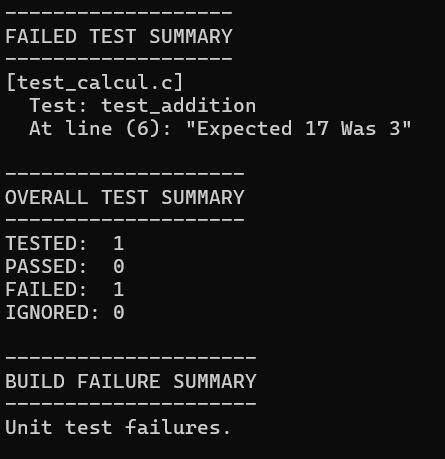 -------------------
FAILED TEST SUMMARY
-------------------
[test_calcul.c]
  Test: test_addition
  At line (6): "Expected 17 Was 3"

--------------------
OVERALL TEST SUMMARY
--------------------
TESTED:  1
PASSED:  0
FAILED:  1
IGNORED: 0

---------------------
BUILD FAILURE SUMMARY
---------------------
Unit test failures.